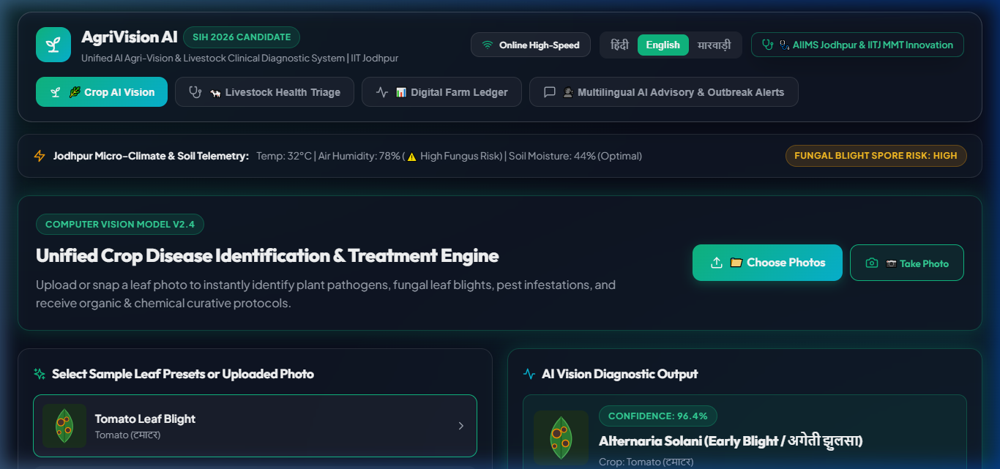 AgriVision AI SIH 2026 CANDIDATE
Unified AI Agri-Vision & Livestock Clinical Diagnostic System | IIT Jodhpur
Online High-Speed
हिंदी English मारवाड़ी
🩺 AIIMS Jodhpur & IITJ MMT Innovation
🌿 Crop AI Vision
🐄 Livestock Health Triage
📊 Digital Farm Ledger
Multilingual AI Advisory & Outbreak Alerts
Jodhpur Micro-Climate & Soil Telemetry: Temp: 32°C | Air Humidity: 78% (⚠️ High Fungus Risk) | Soil Moisture: 44% (Optimal)
FUNGAL BLIGHT SPORE RISK: HIGH
COMPUTER VISION MODEL V2.4
Unified Crop Disease Identification & Treatment Engine
Upload or snap a leaf photo to instantly identify plant pathogens, fungal leaf blights, pest infestations, and
receive organic & chemical curative protocols.
📁 Choose Photos
📷 Take Photo
Select Sample Leaf Presets or Uploaded Photo
Tomato Leaf Blight
Tomato (टमाटर)
AI Vision Diagnostic Output
CONFIDENCE: 96.4%
Alternaria Solani (Early Blight / अगेती झुलसा)
Crop: Tomato (टमाटर)